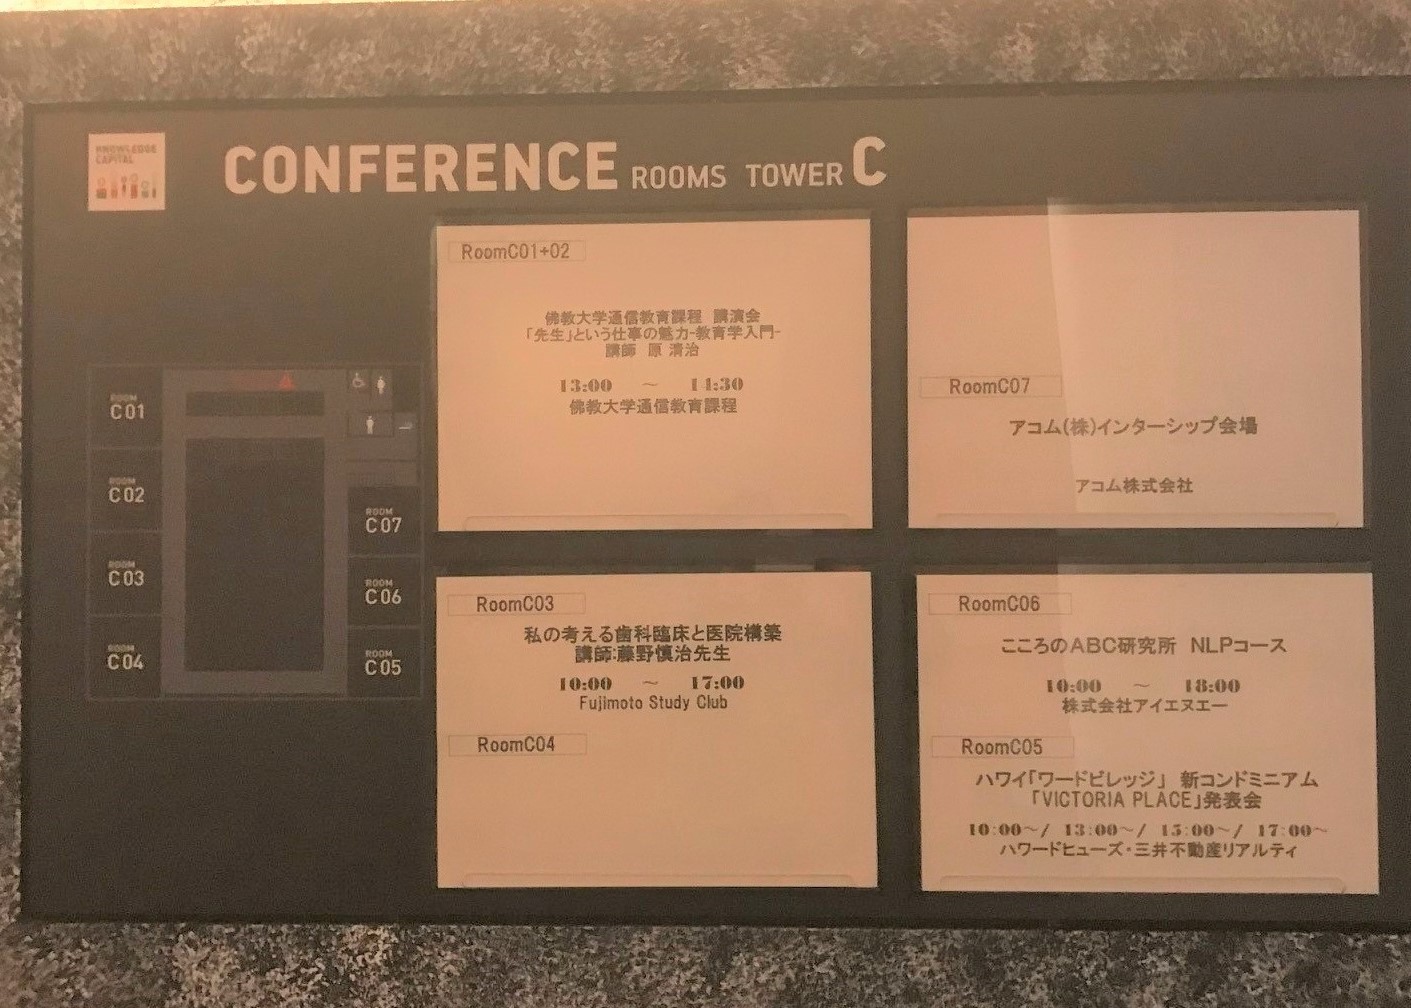 KNOWLEDGE
CAPITAL
CONFERENCE ROOMS TOWER C
ROOM
C01
ROOM
C02
ROOM
C03
ROOM
C04
ROOM
C07
ROOM
C06
ROOM
C05
RoomC01+02
佛教大学通信教育課程 講演会
「先生」という仕事の魅力-教育学入門-
講師 原 清治
13:00 ～ 14:30
佛教大学通信教育課程
RoomC07
アコム(株)インターシップ会場
アコム株式会社
RoomC03
私の考える歯科臨床と医院構築
講師:藤野慎治先生
10:00 ～ 17:00
Fujimoto Study Club
RoomC04
RoomC06
こころのABC研究所 NLPコース
10:00 ～ 18:00
株式会社アイエヌエー
RoomC05
ハワイ「ワードビレッジ」 新コンドミニアム
「VICTORIA PLACE」発表会
10:00～/ 13:00～/ 15:00～/ 17:00～
ハワードヒューズ・三井不動産リアルティ